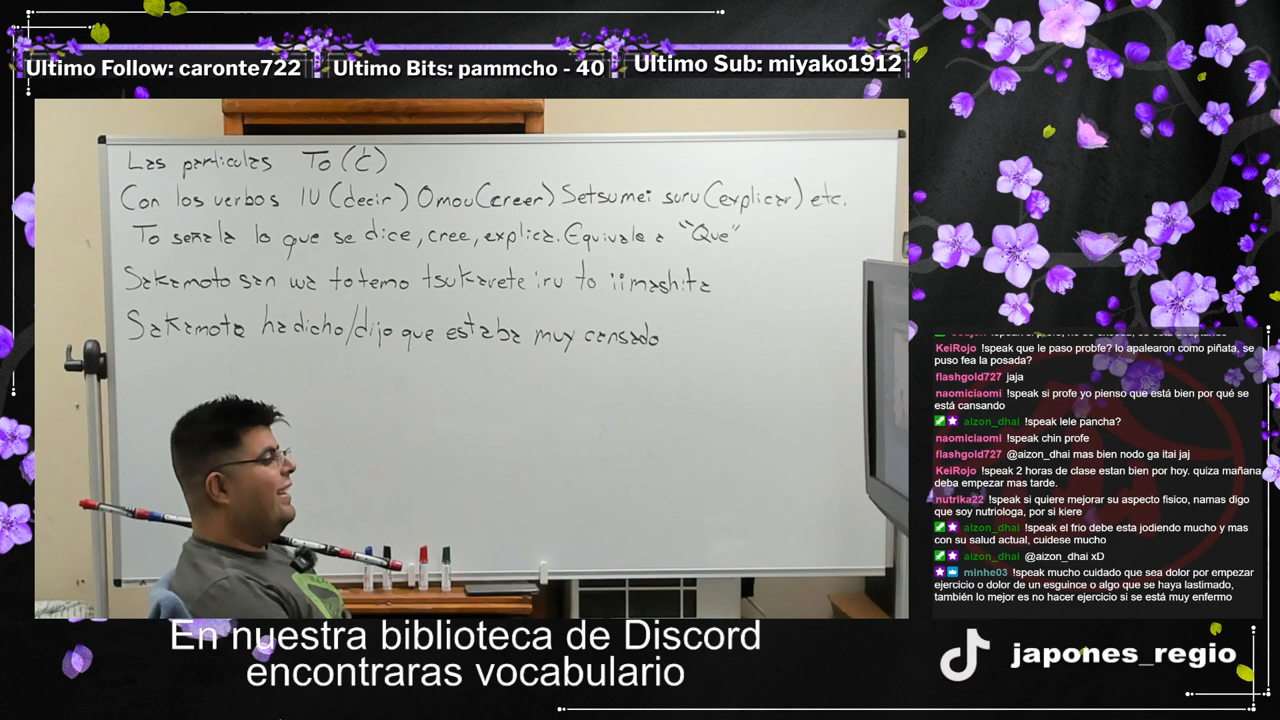 Ultimo Follow: caronte722
Ultimo Bits: pammcho - 40
Ultimo Sub: miyako1912
Las particulas To (と)
Con los verbos IU (decir) Omou (creer) Setsumei suru (explicar) etc.
To señala lo que se dice, cree, explica. Equivale a "Que"
Sakamoto san wa totemo tsukarete iru to iimashita
Sakamoto ha dicho/dijo que estaba muy cansado
KeiRojo !speak que le paso probfe? lo apalearon como piñata, se
puso fea la posada?
flashgold727 jaja
naomiciaomi !speak si profe yo pienso que está bien por qué se
está cansando
aizon_dhai !speak lele pancha?
naomiciaomi !speak chin profe
flashgold727 @aizon_dhai mas bien nodo ga itai jaj
KeiRojo !speak 2 horas de clase estan bien por hoy. quiza mañana
deba empezar mas tarde.
nutrika22 !speak si quiere mejorar su aspecto fisico, namas digo
que soy nutriologa, por si kiere
aizon_dhai !speak el frio debe esta jodiendo mucho y mas
con su salud actual, cuidese mucho
aizon_dhai @aizon_dhai xD
minhe03 !speak mucho cuidado que sea dolor por empezar
ejercicio o dolor de un esguince o algo que se haya lastimado,
también lo mejor es no hacer ejercicio si se está muy enfermo
En nuestra biblioteca de Discord
encontraras vocabulario
japones_regio